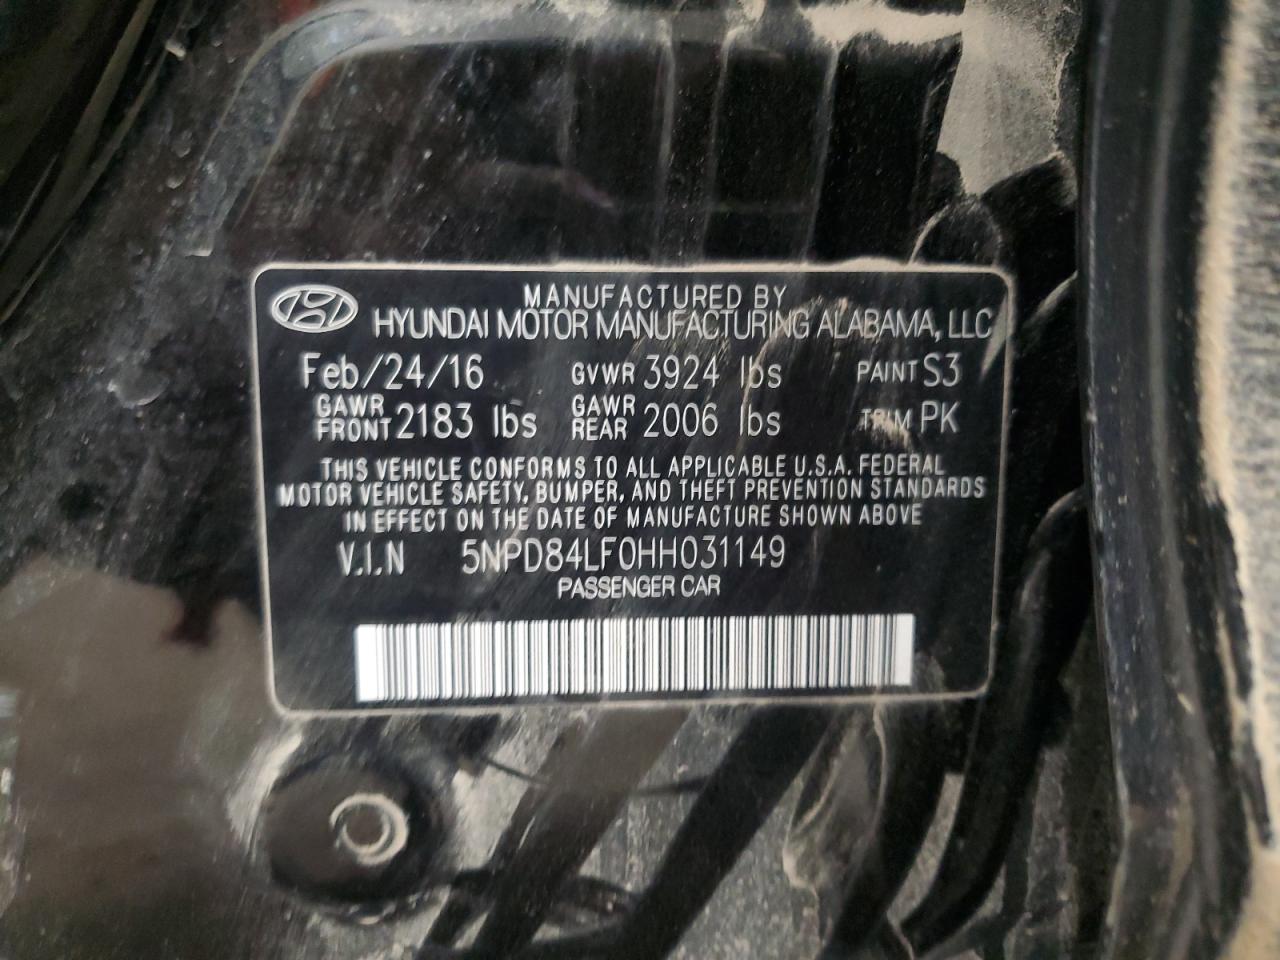 MANUFACTURED BY
HYUNDAI MOTOR MANUFACTURING ALABAMA, LLC
Feb/24/16 GVWR 3924 lbs PAINT S3
GAWR FRONT 2183 lbs GAWR REAR 2006 lbs TRIM PK
THIS VEHICLE CONFORMS TO ALL APPLICABLE U.S.A. FEDERAL
MOTOR VEHICLE SAFETY, BUMPER, AND THEFT PREVENTION STANDARDS
IN EFFECT ON THE DATE OF MANUFACTURE SHOWN ABOVE
V.I.N 5NPD84LF0HH031149
PASSENGER CAR